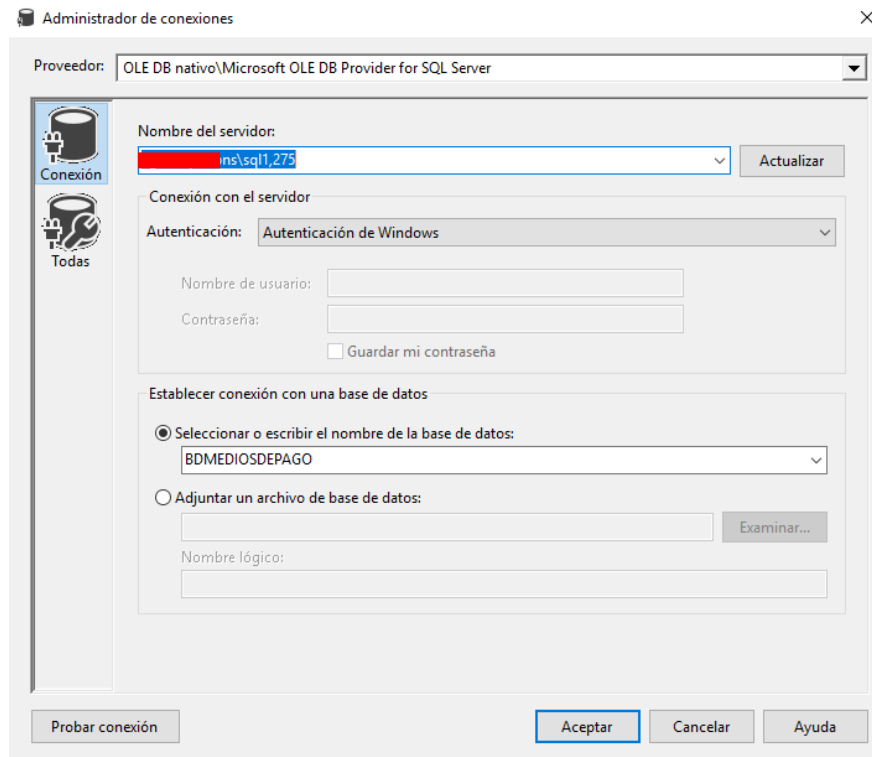 Administrador de conexiones
Proveedor: OLE DB nativo\Microsoft OLE DB Provider for SQL Server
Conexión
Todas
Nombre del servidor:
ns\sql1,275
Actualizar
Conexión con el servidor
Autenticación: Autenticación de Windows
Nombre de usuario:
Contraseña:
Guardar mi contraseña
Establecer conexión con una base de datos
Seleccionar o escribir el nombre de la base de datos:
BDMEDIOSDEPAGO
Adjuntar un archivo de base de datos:
Examinar...
Nombre lógico:
Probar conexión Aceptar Cancelar Ayuda